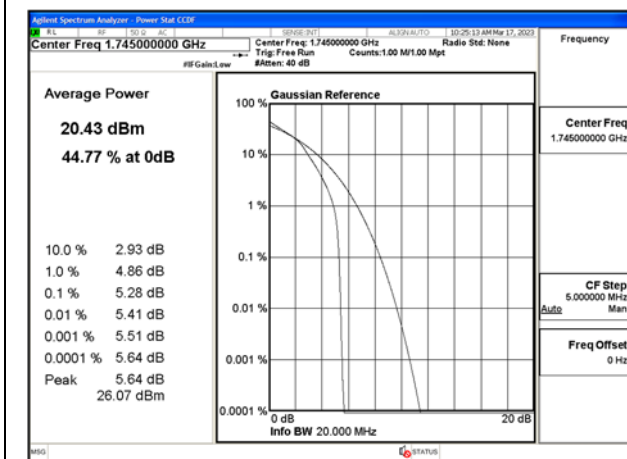 Agilent Spectrum Analyzer - Power Stat CCDF
RL RF 50 Ω AC SENSE:INT ALIGN AUTO 10:25:13 AM Mar 17, 2023
Center Freq 1.745000000 GHz
Center Freq: 1.745000000 GHz Radio Std: None
Trig: Free Run Counts:1.00 M/1.00 Mpt
#IFGain:Low #Atten: 40 dB
Frequency
Average Power
20.43 dBm
44.77 % at 0dB
10.0 % 2.93 dB
1.0 % 4.86 dB
0.1 % 5.28 dB
0.01 % 5.41 dB
0.001 % 5.51 dB
0.0001 % 5.64 dB
Peak 5.64 dB
26.07 dBm
Gaussian Reference
100 %
10 %
1 %
0.1 %
0.01 %
0.001 %
0.0001 %
0 dB 20 dB
Info BW 20.000 MHz
Center Freq
1.745000000 GHz
CF Step
5.000000 MHz
Auto Man
Freq Offset
0 Hz
MSG STATUS